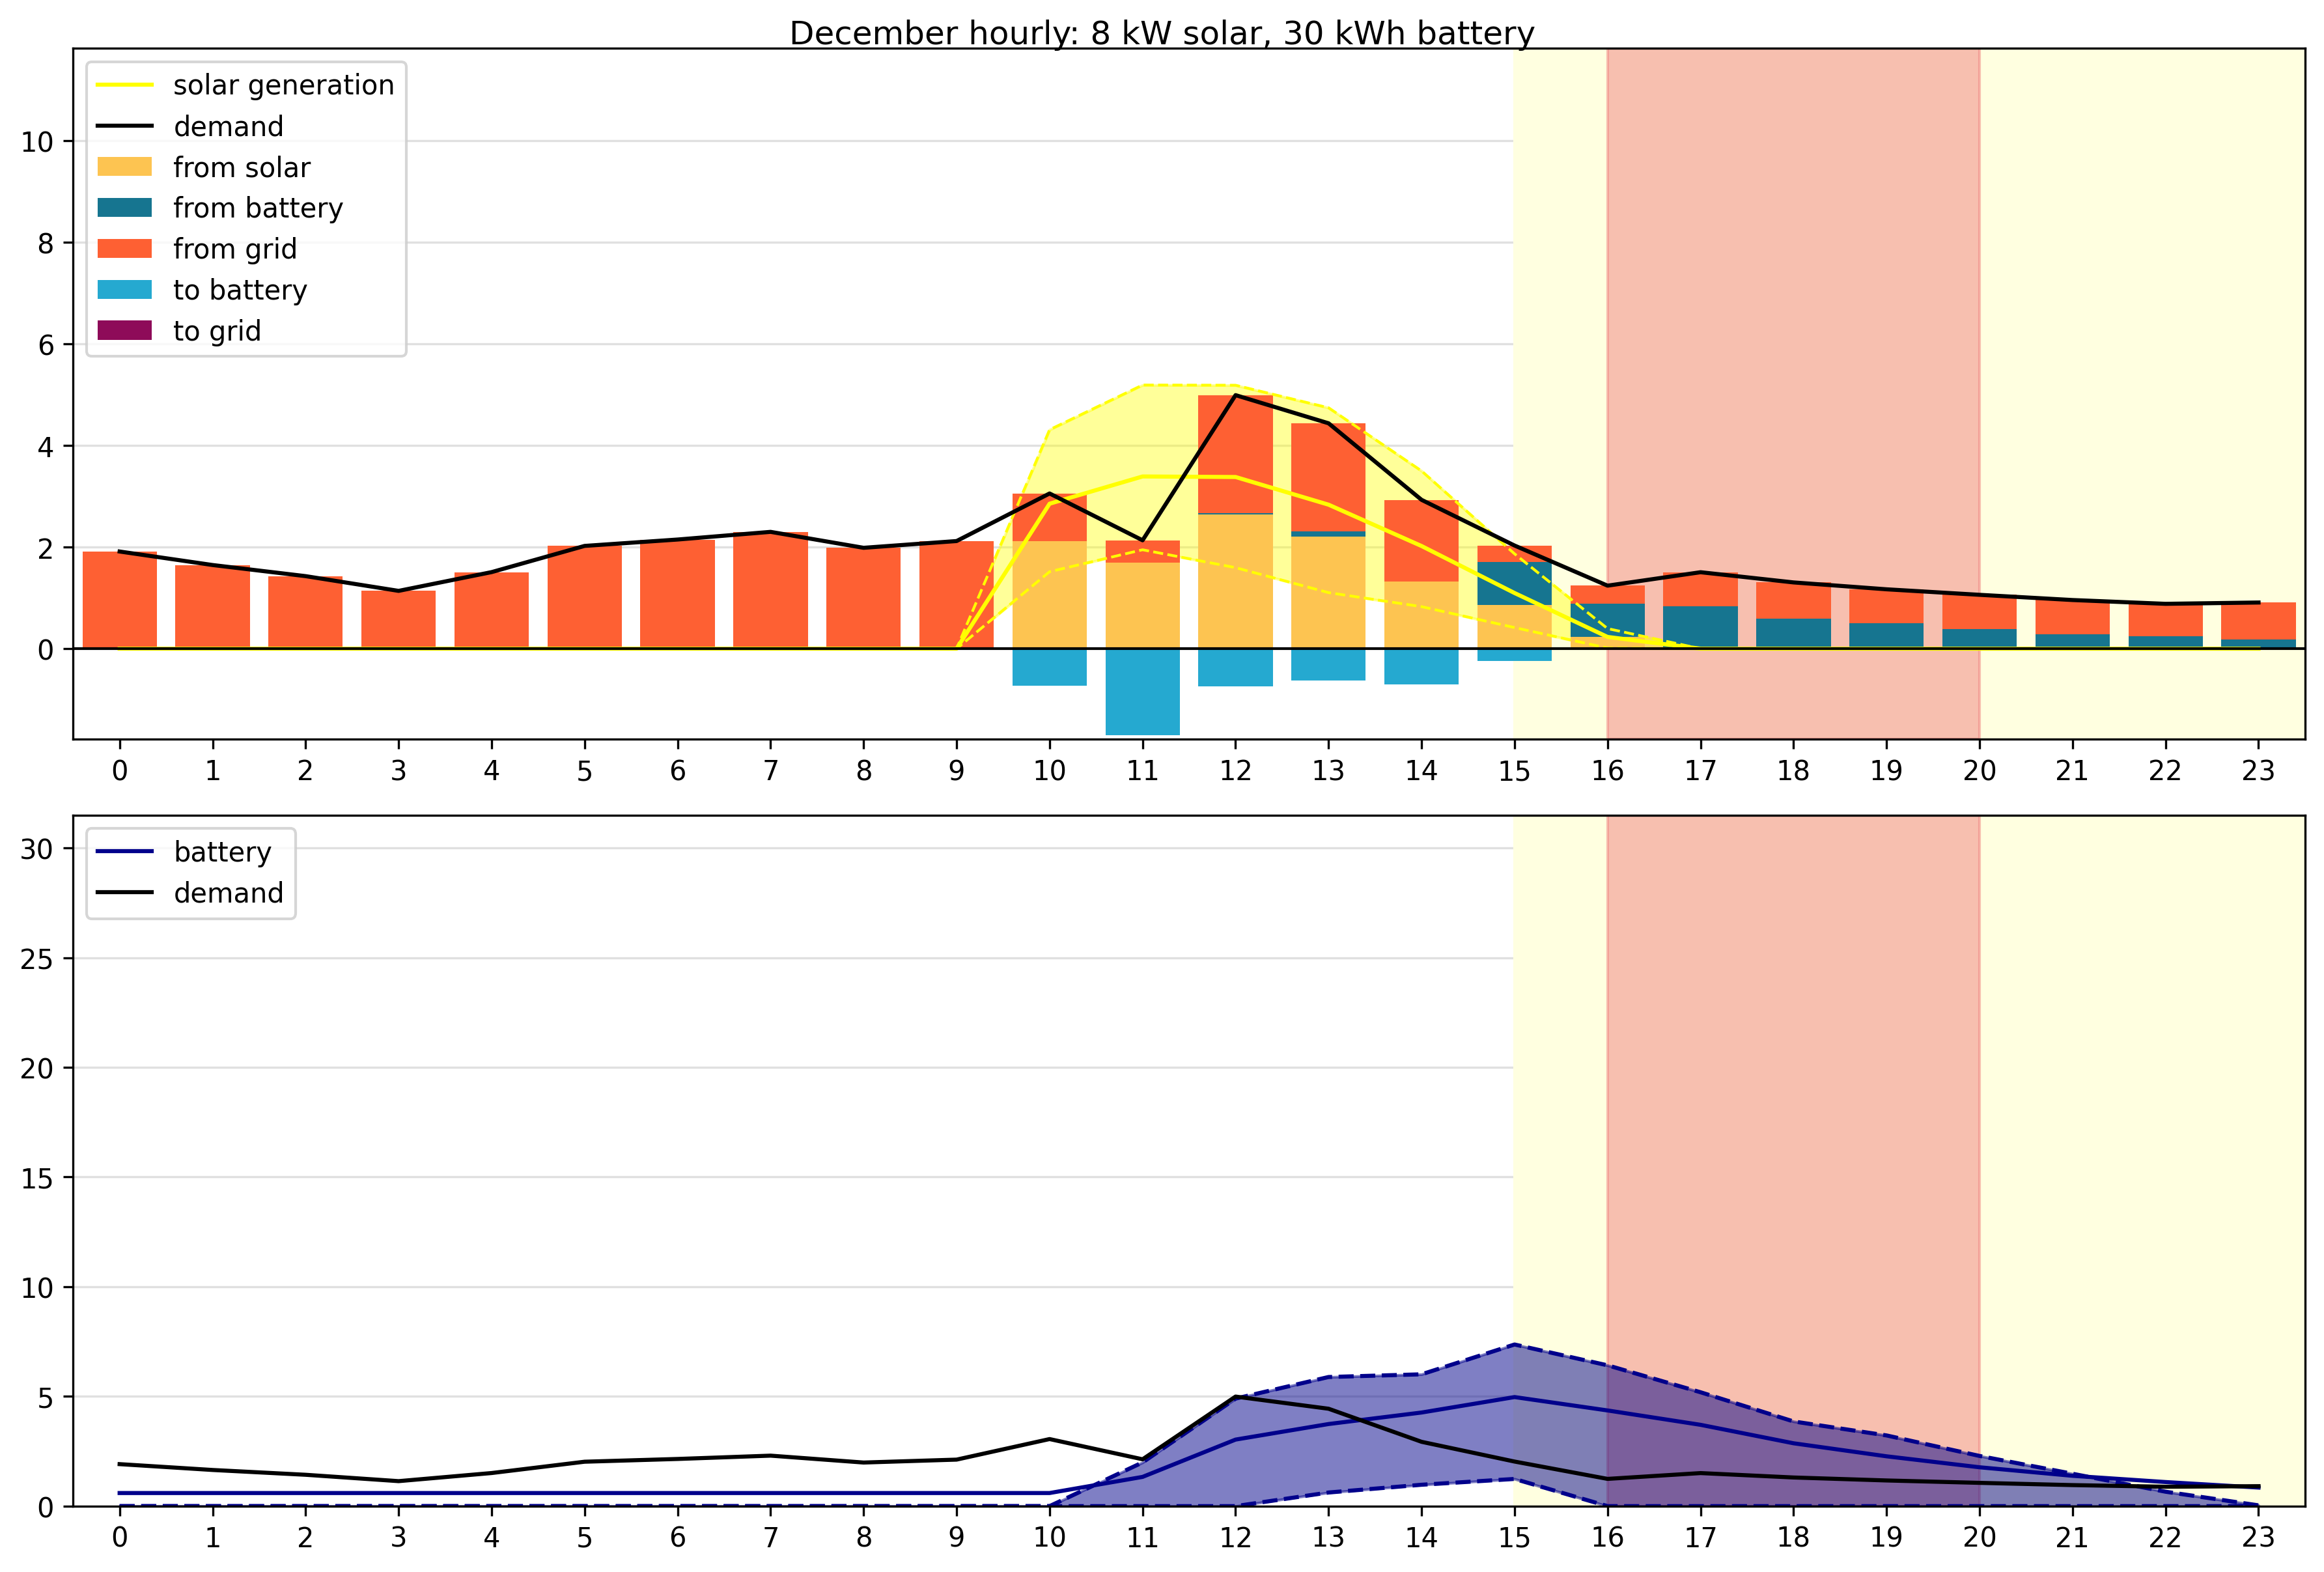 December hourly: 8 kW solar, 30 kWh battery
solar generation
demand
from solar
from battery
from grid
to battery
to grid
10
8
6
4
2
0
0 1 2 3 4 5 6 7 8 9 10 11 12 13 14 15 16 17 18 19 20 21 22 23
battery
demand
30
25
20
15
10
5
0
0 1 2 3 4 5 6 7 8 9 10 11 12 13 14 15 16 17 18 19 20 21 22 23